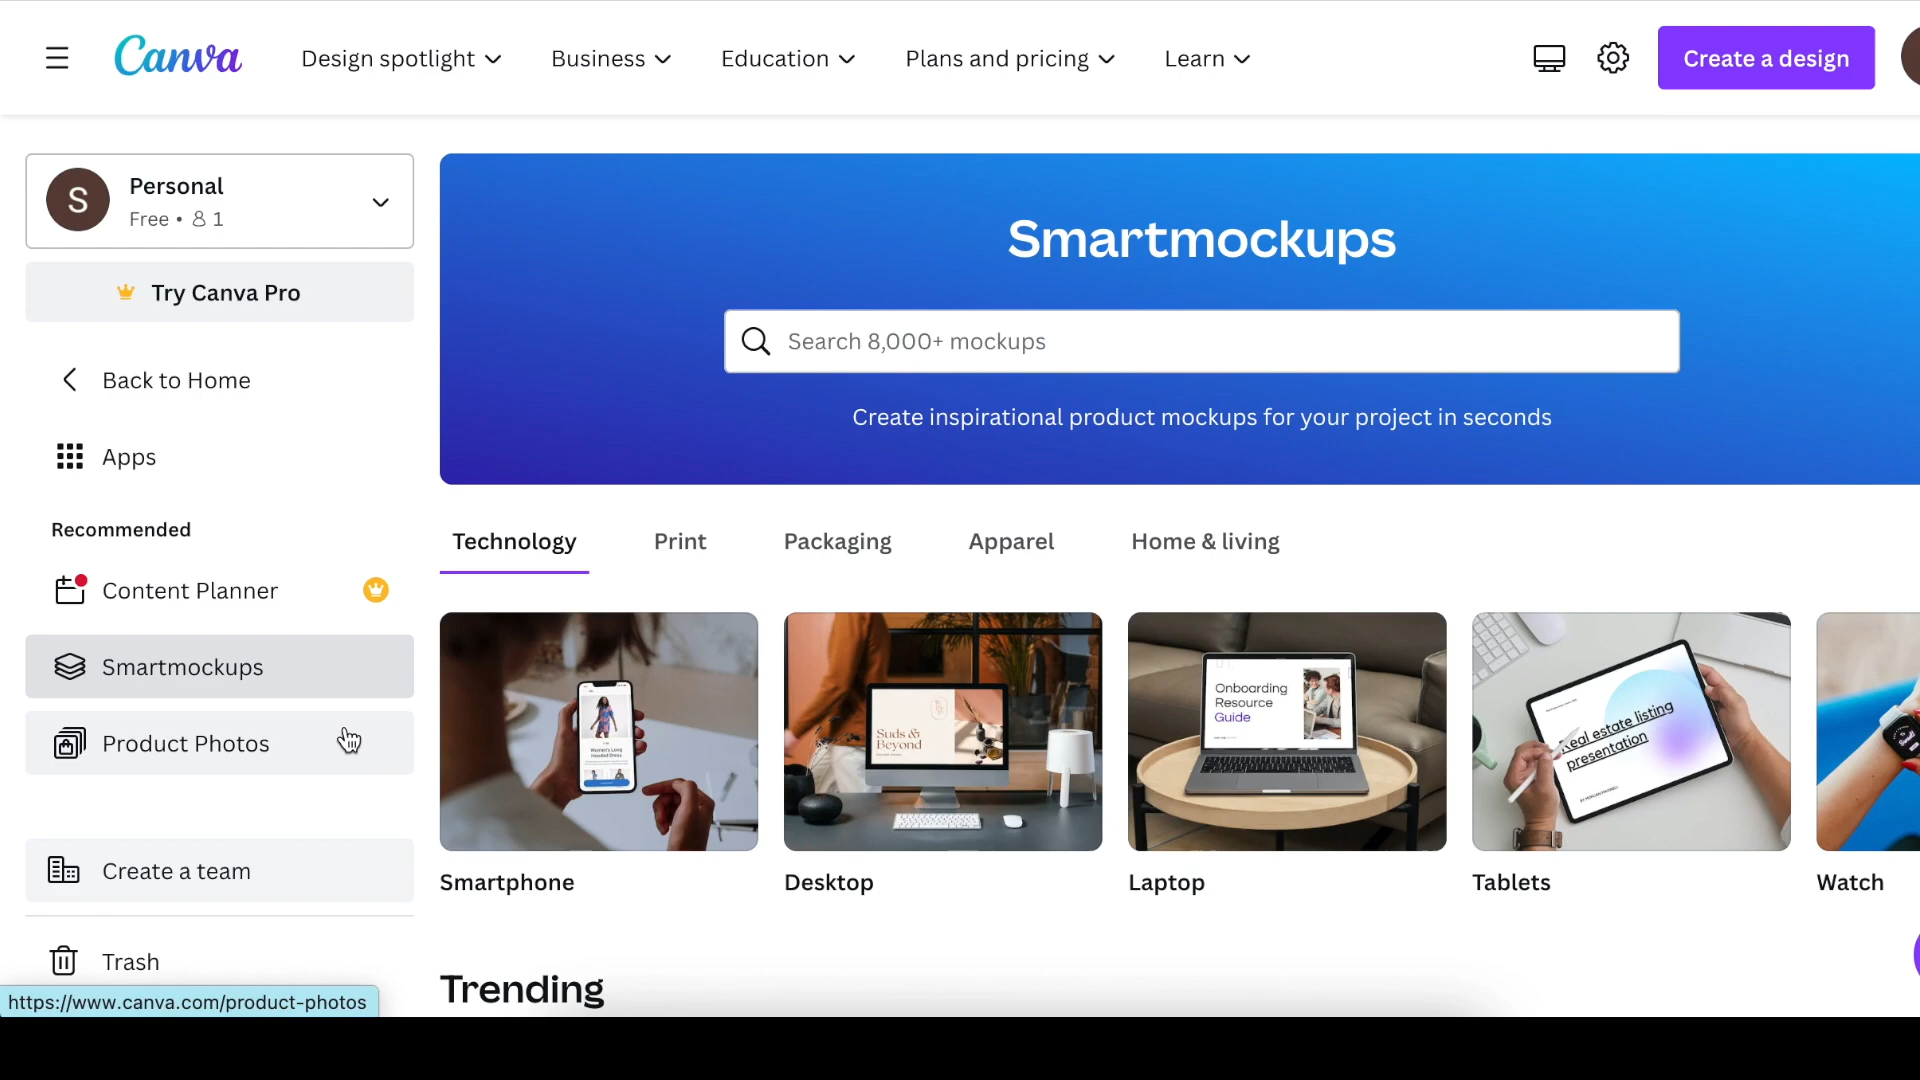 Canva
Design spotlight
Business
Education
Plans and pricing
Learn
Create a design
S
Personal
Free • 1
Try Canva Pro
Back to Home
Apps
Recommended
Content Planner
Smartmockups
Product Photos
Create a team
Trash
https://www.canva.com/product-photos
Smartmockups
Search 8,000+ mockups
Create inspirational product mockups for your project in seconds
Technology
Print
Packaging
Apparel
Home & living
Suds &
Beyond
Onboarding
Resource
Guide
Real estate listing
presentation
Smartphone
Desktop
Laptop
Tablets
Watch
Trending